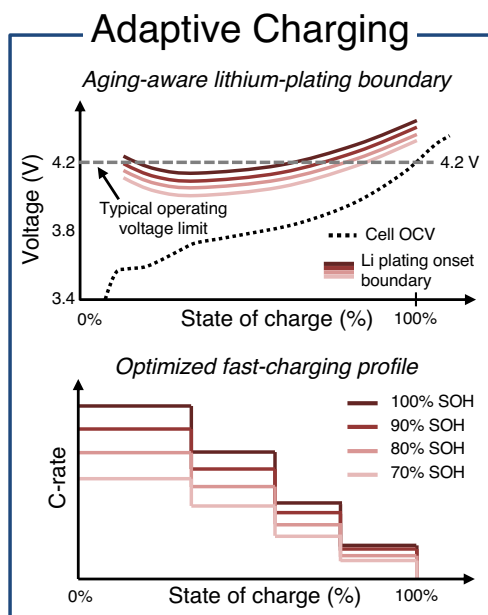 Adaptive Charging
Aging-aware lithium-plating boundary
Voltage (V)
4.2
3.8
3.4
4.2 V
Typical operating
voltage limit
Cell OCV
Li plating onset
boundary
0%
State of charge (%)
100%
Optimized fast-charging profile
C-rate
100% SOH
90% SOH
80% SOH
70% SOH
0%
State of charge (%)
100%